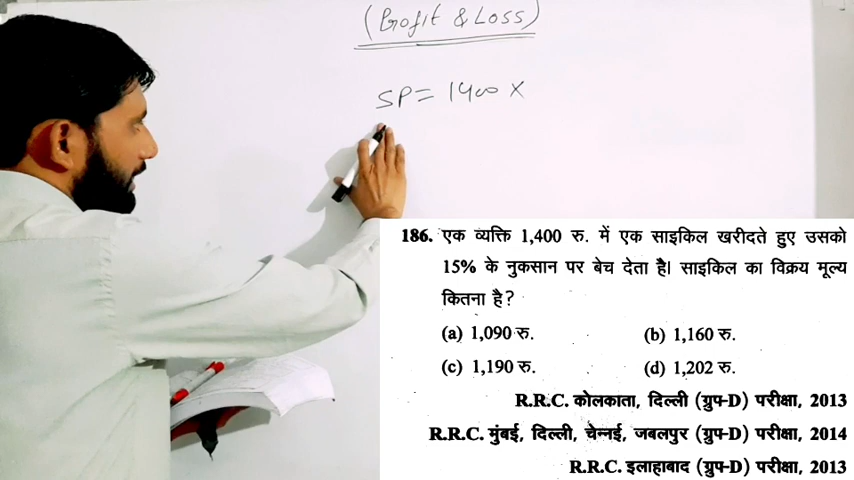 (Profit & Loss)
SP = 1400 X
186. एक व्यक्ति 1,400 रु. में एक साइकिल खरीदते हुए उसको
15% के नुकसान पर बेच देता है। साइकिल का विक्रय मूल्य
कितना है?
(a) 1,090 रु. (b) 1,160 रु.
(c) 1,190 रु. (d) 1,202 रु.
R.R.C. कोलकाता, दिल्ली (ग्रुप-D) परीक्षा, 2013
R.R.C. मुंबई, दिल्ली, चेन्नई, जबलपुर (ग्रुप-D) परीक्षा, 2014
R.R.C. इलाहाबाद (ग्रुप-D) परीक्षा, 2013